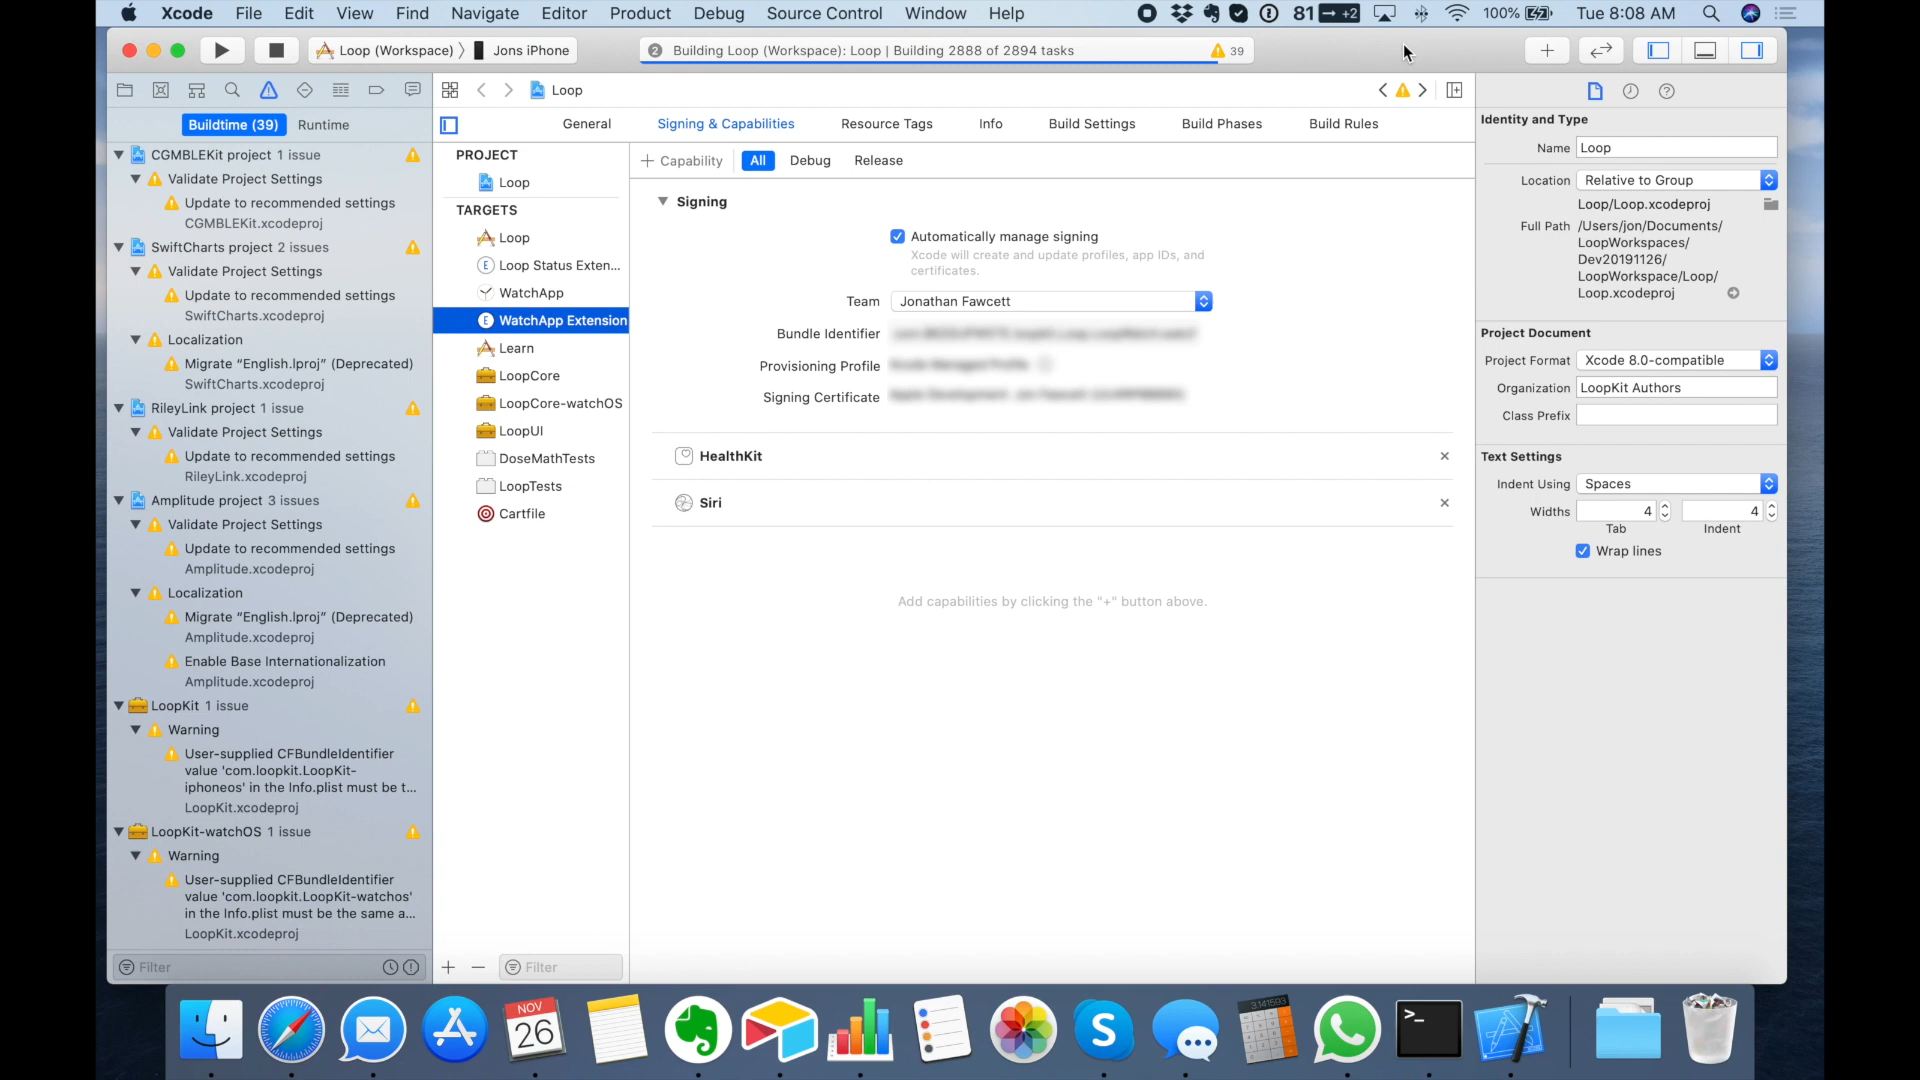 Xcode File Edit View Find Navigate Editor Product Debug Source Control Window Help 81 +2 100% Tue 8:08 AM
Loop (Workspace) Jons iPhone
2 Building Loop (Workspace): Loop | Building 2888 of 2894 tasks 39
Loop
Buildtime (39) Runtime
General Signing & Capabilities Resource Tags Info Build Settings Build Phases Build Rules
CGMBLEKit project 1 issue
Validate Project Settings
Update to recommended settings
CGMBLEKit.xcodeproj
SwiftCharts project 2 issues
Validate Project Settings
Update to recommended settings
SwiftCharts.xcodeproj
Localization
Migrate “English.lproj” (Deprecated)
SwiftCharts.xcodeproj
RileyLink project 1 issue
Validate Project Settings
Update to recommended settings
RileyLink.xcodeproj
Amplitude project 3 issues
Validate Project Settings
Update to recommended settings
Amplitude.xcodeproj
Localization
Migrate “English.lproj” (Deprecated)
Amplitude.xcodeproj
Enable Base Internationalization
Amplitude.xcodeproj
LoopKit 1 issue
Warning
User-supplied CFBundleIdentifier
value 'com.loopkit.LoopKit-
iphoneos' in the Info.plist must be t...
LoopKit.xcodeproj
LoopKit-watchOS 1 issue
Warning
User-supplied CFBundleIdentifier
value 'com.loopkit.LoopKit-watchos'
in the Info.plist must be the same a...
LoopKit.xcodeproj
Filter
PROJECT
Loop
TARGETS
Loop
Loop Status Exten...
WatchApp
WatchApp Extension
Learn
LoopCore
LoopCore-watchOS
LoopUI
DoseMathTests
LoopTests
Cartfile
Filter
+ Capability All Debug Release
Signing
Automatically manage signing
Xcode will create and update profiles, app IDs, and
certificates.
Team Jonathan Fawcett
Bundle Identifier
Provisioning Profile
Signing Certificate
HealthKit
Siri
Add capabilities by clicking the "+" button above.
Identity and Type
Name Loop
Location Relative to Group
Loop/Loop.xcodeproj
Full Path /Users/jon/Documents/
LoopWorkspaces/
Dev20191126/
LoopWorkspace/Loop/
Loop.xcodeproj
Project Document
Project Format Xcode 8.0-compatible
Organization LoopKit Authors
Class Prefix
Text Settings
Indent Using Spaces
Widths 4 4
Tab Indent
Wrap lines
NOV
26
S
3.141593
>_